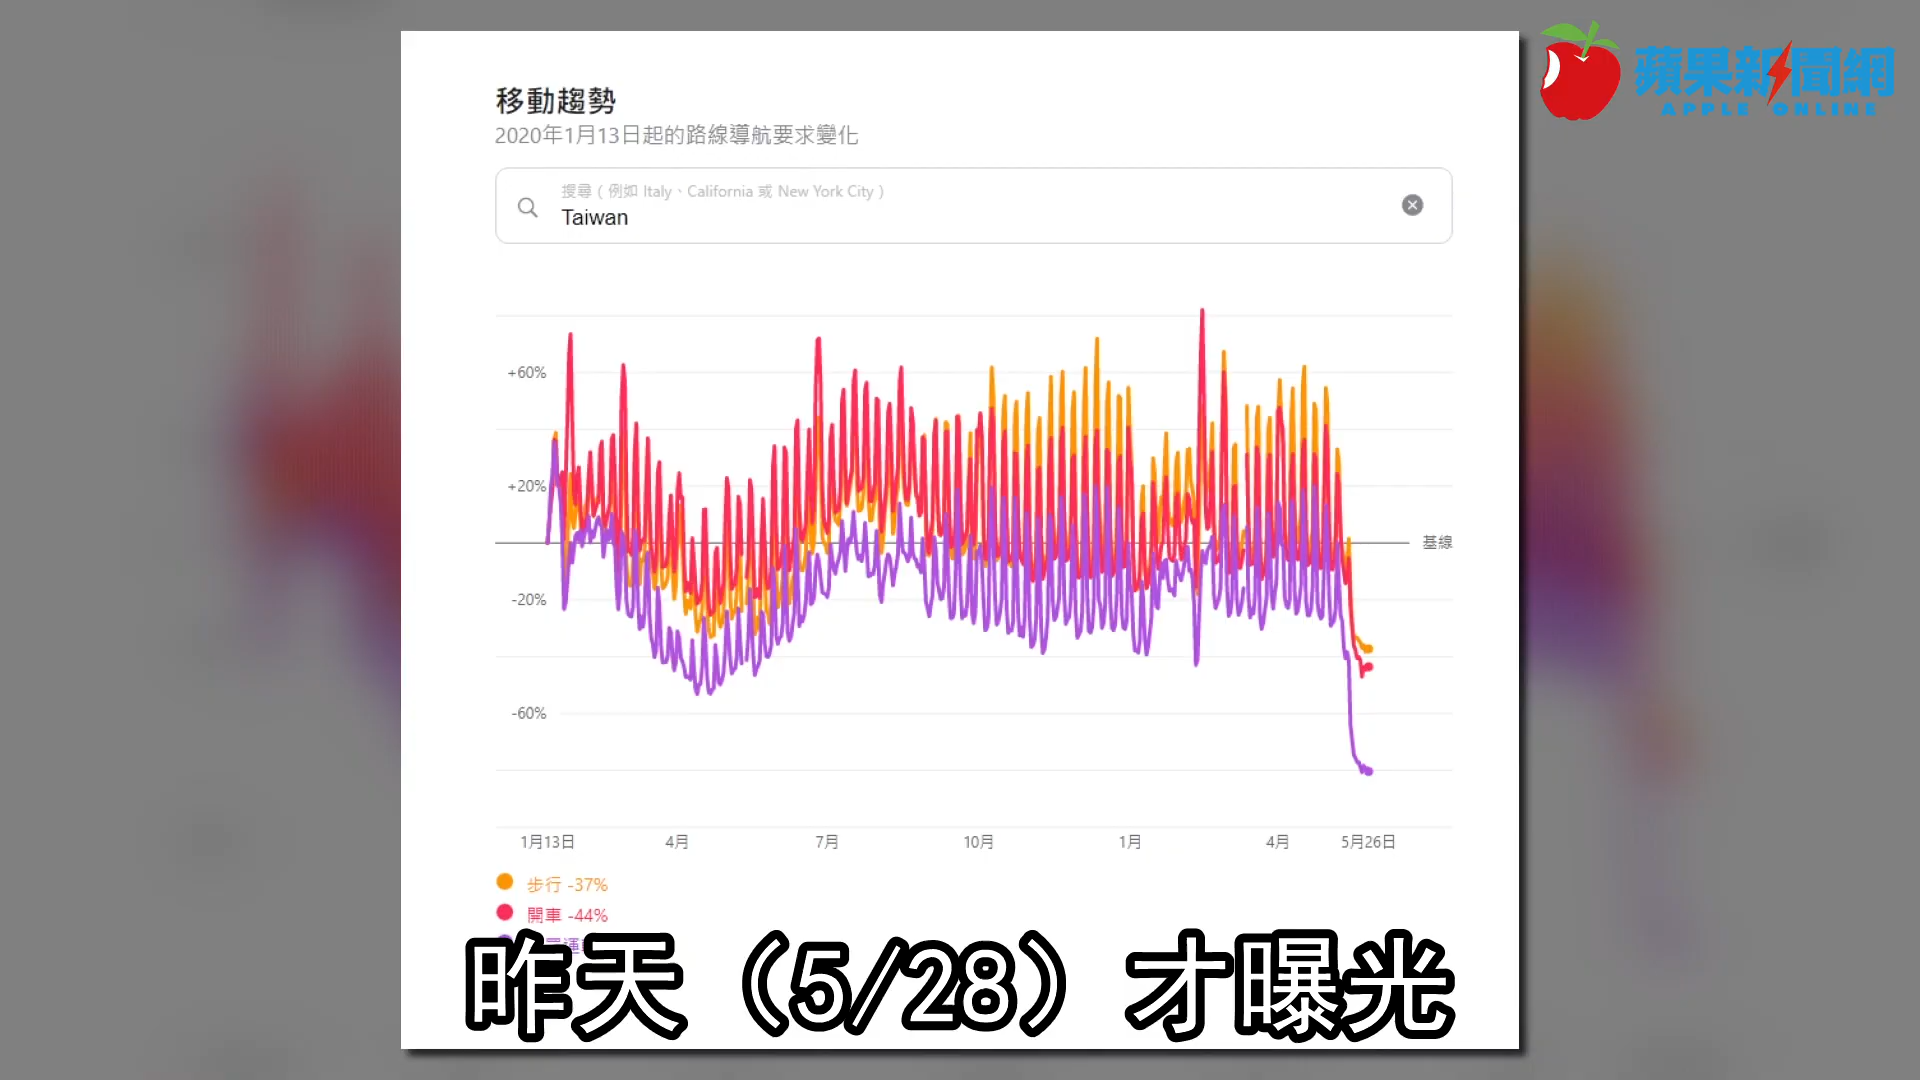 蘋果新聞網
APPLE ONLINE
移動趨勢
2020年1月13日起的路線導航要求變化
搜尋（例如 Italy、California 或 New York City）
Taiwan
+60%
+20%
基線
-20%
-60%
1月13日 4月 7月 10月 1月 4月 5月26日
步行 -37%
開車 -44%
昨天（5/28）才曝光